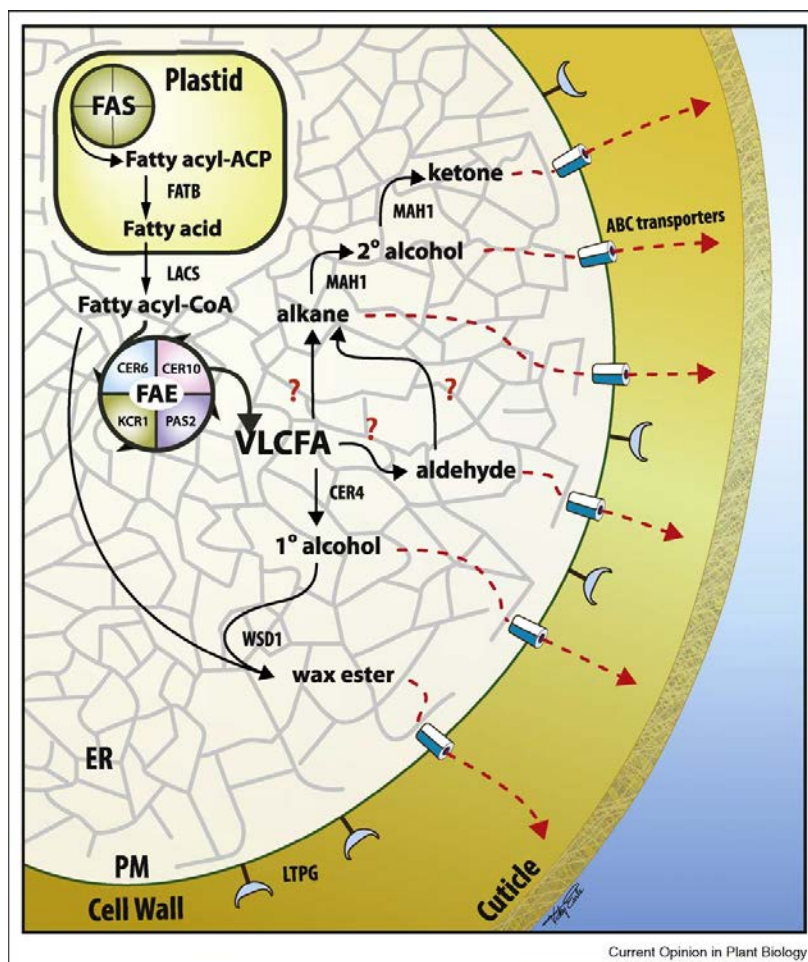 FAS
Plastid
Fatty acyl-ACP
FATB
Fatty acid
LACS
Fatty acyl-CoA
CER6
CER10
FAE
KCR1
PAS2
VLCFA
ketone
MAH1
2° alcohol
MAH1
alkane
?
?
?
aldehyde
CER4
1° alcohol
WSD1
wax ester
ABC transporters
ER
PM
LTPG
Cell Wall
Cuticle
Current Opinion in Plant Biology